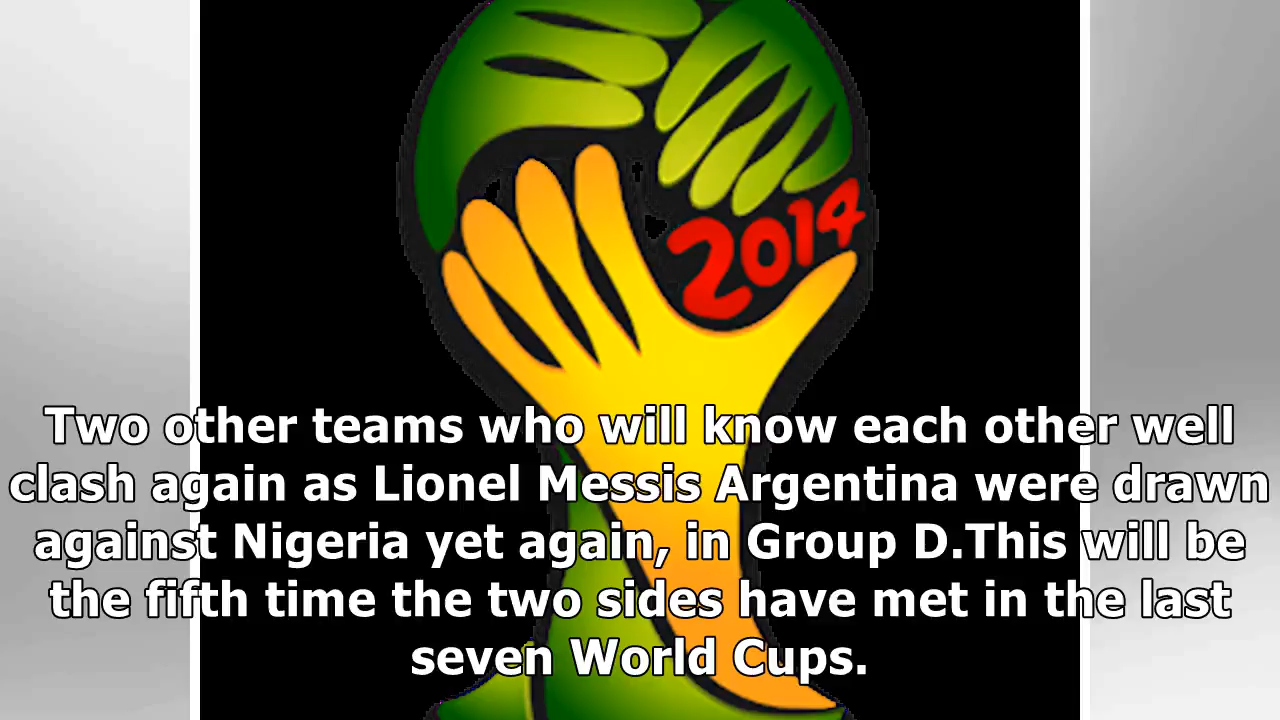 2014
Two other teams who will know each other well
clash again as Lionel Messis Argentina were drawn
against Nigeria yet again, in Group D.This will be
the fifth time the two sides have met in the last
seven World Cups.